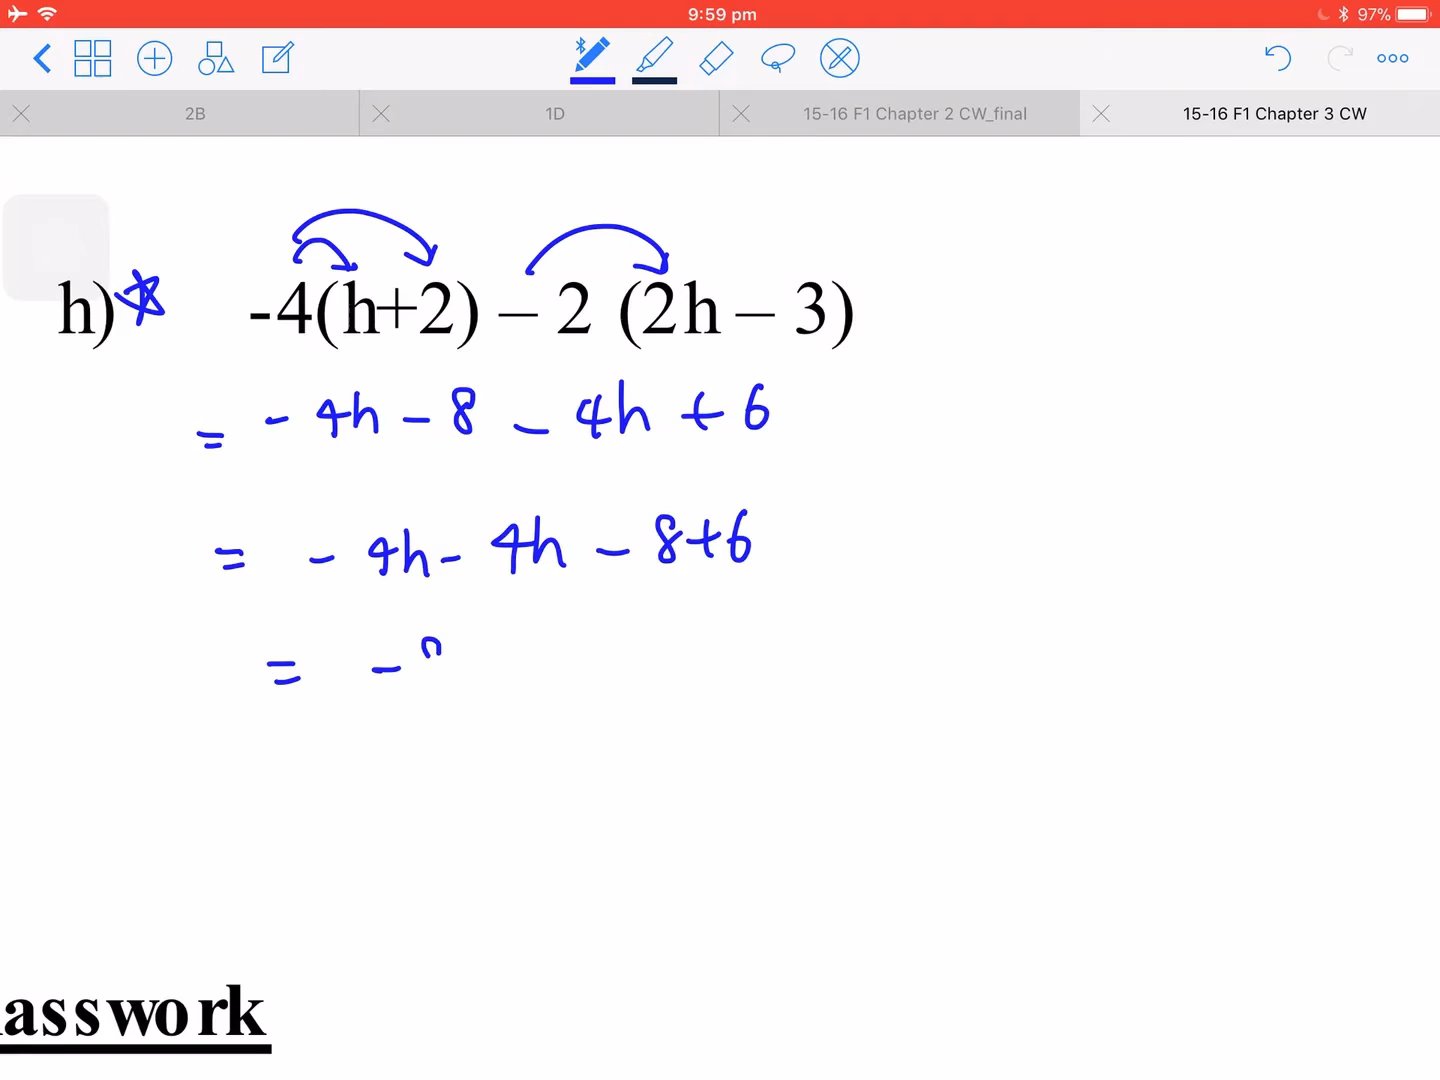 9:59 pm
97%
2B
1D
15-16 F1 Chapter 2 CW_final
15-16 F1 Chapter 3 CW
h) -4(h+2) – 2 (2h – 3)
= - 4h - 8 - 4h + 6
= - 4h - 4h - 8 + 6
= -
asswork